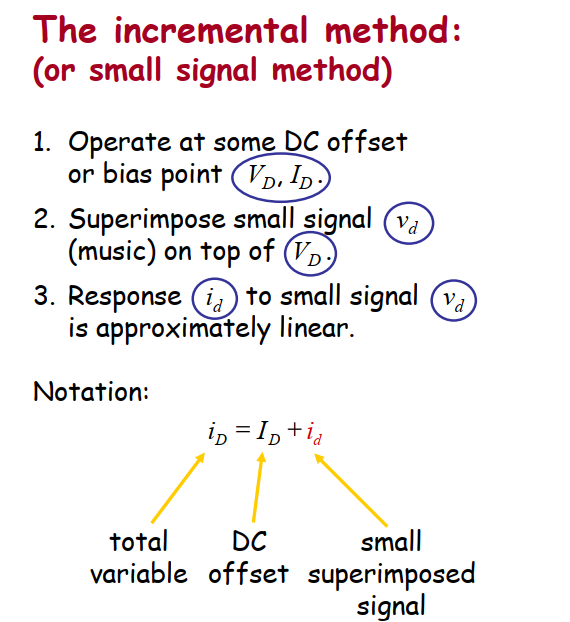 The incremental method:
(or small signal method)
1. Operate at some DC offset
or bias point V_D, I_D.
2. Superimpose small signal v_d
(music) on top of V_D.
3. Response i_d to small signal v_d
is approximately linear.
Notation:
i_D = I_D + i_d
total DC small
variable offset superimposed
signal